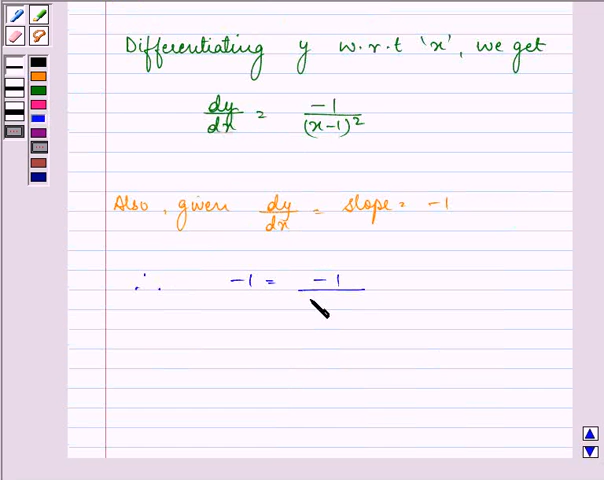 Differentiating y w.r.t 'x', we get
dy/dx = -1/(x-1)²
Also, given dy/dx = slope = -1
∴ -1 = -1/